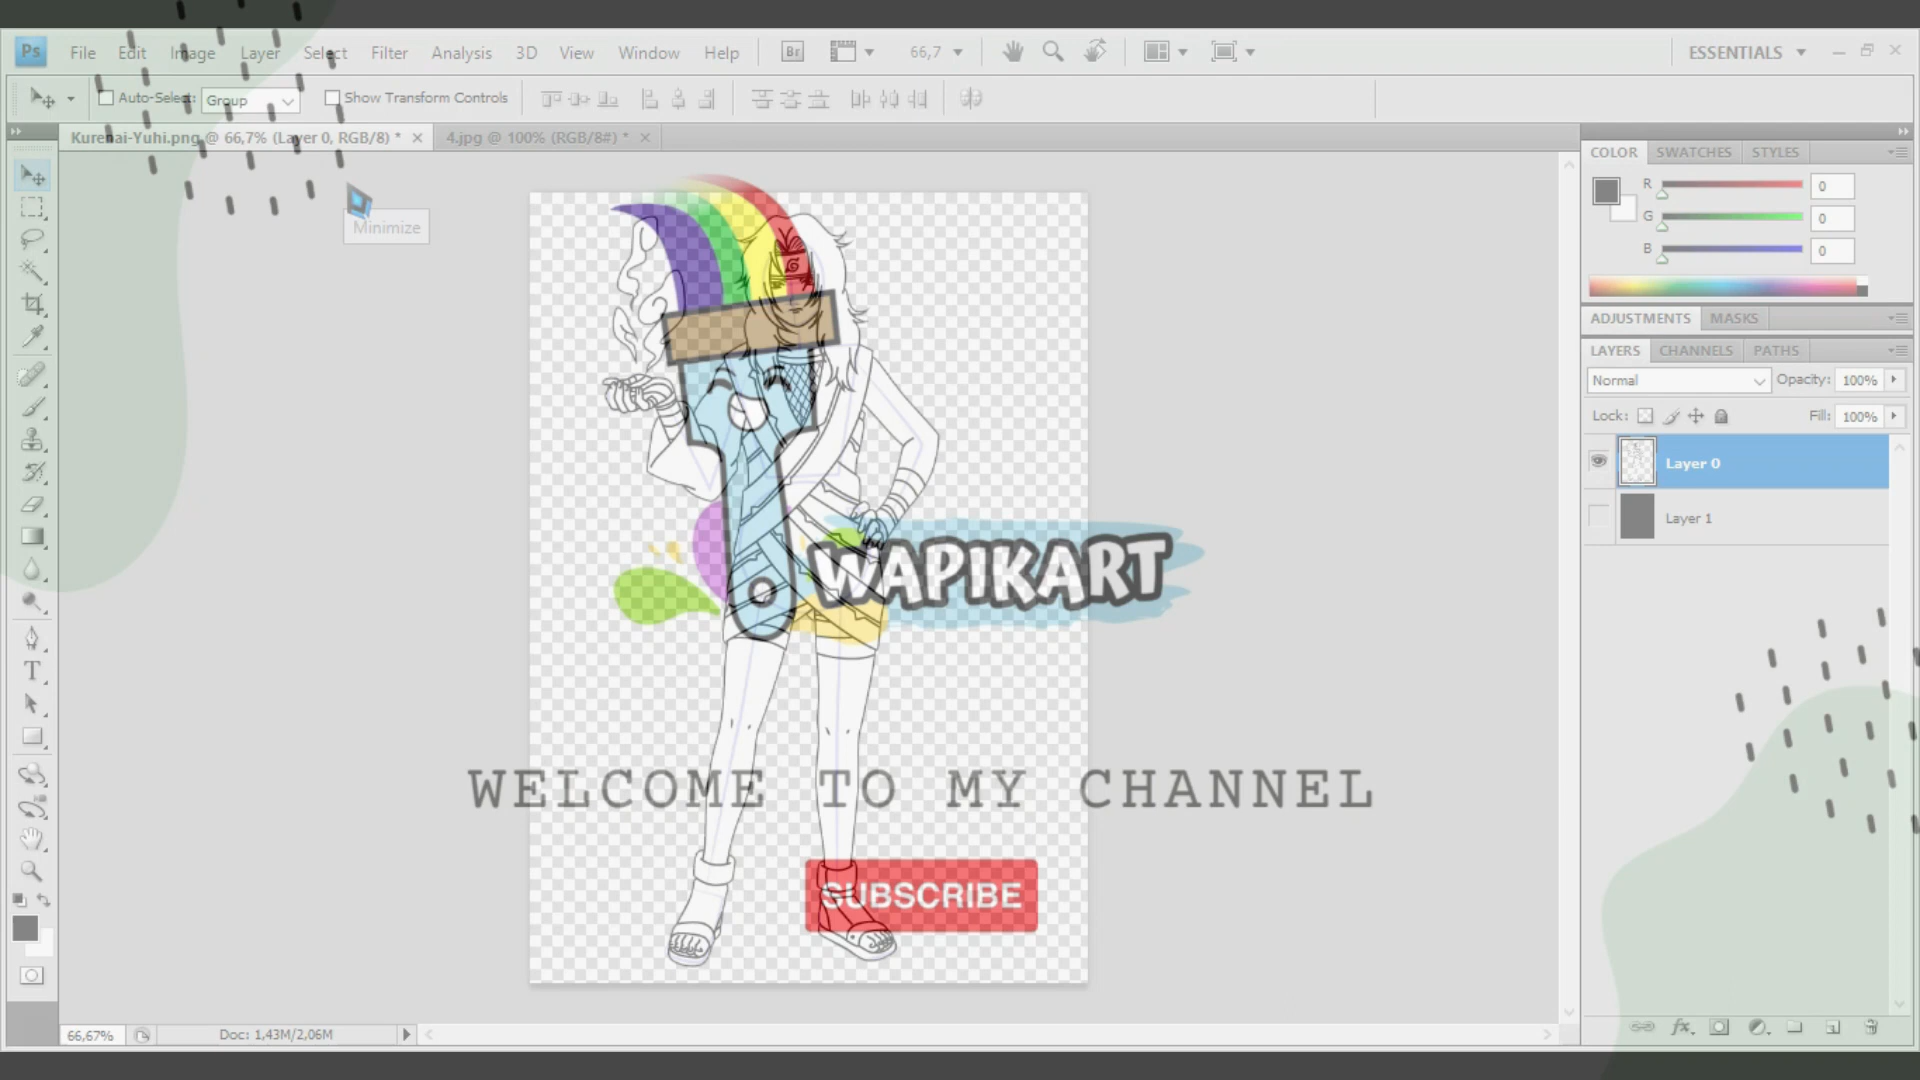 Ps File Edit Image Layer Select Filter Analysis 3D View Window Help Br 66,7 ESSENTIALS
Auto-Select: Group Show Transform Controls
Kurenai-Yuhi.png @ 66,7% (Layer 0, RGB/8) * 4.jpg @ 100% (RGB/8#) *
COLOR SWATCHES STYLES
R 0
G 0
B 0
Minimize
ADJUSTMENTS MASKS
LAYERS CHANNELS PATHS
Normal Opacity: 100%
Lock: Fill: 100%
Layer 0
Layer 1
WAPIKART
WELCOME TO MY CHANNEL
SUBSCRIBE
66,67% Doc: 1,43M/2,06M